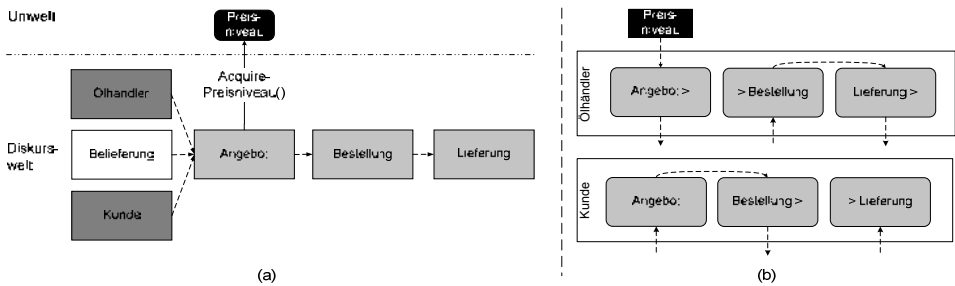 Umwelt
Preis-
niveau
Acquire-
Preisniveau()
Ölhändler
Diskurs-
welt
Belieferung
Angebot
Bestellung
Lieferung
Kunde
(a)
Preis-
niveau
Ölhändler
Angebot >
> Bestellung
Lieferung >
Kunde
Angebot
Bestellung >
> Lieferung
(b)